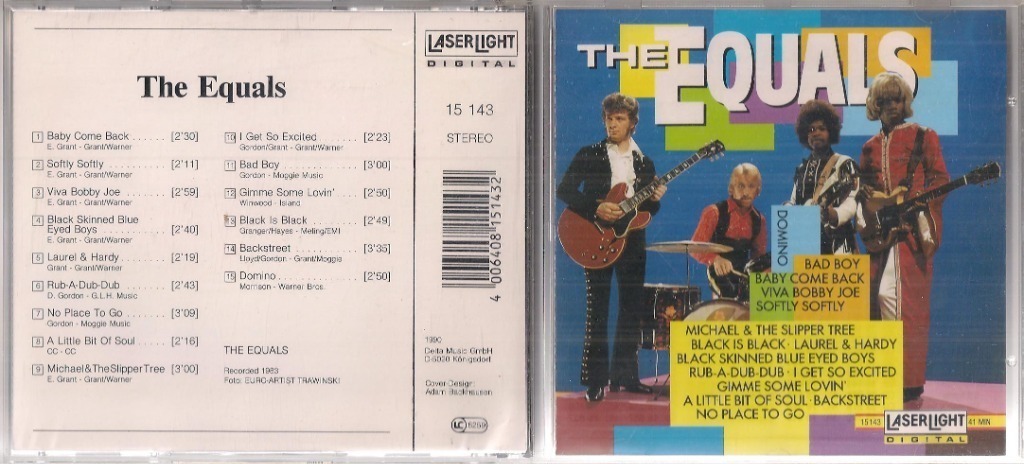 The Equals
1 Baby Come Back ...... [2'30]
E. Grant - Grant/Warner
2 Softly Softly ........ [2'11]
E. Grant - Grant/Warner
3 Viva Bobby Joe ....... [2'59]
E. Grant - Grant/Warner
4 Black Skinned Blue
Eyed Boys ........ [2'40]
E. Grant - Grant/Warner
5 Laurel & Hardy ...... [2'19]
Grant - Grant/Warner
6 Rub-A-Dub-Dub ...... [2'43]
D. Gordon - G.L.H. Music
7 No Place To Go ...... [3'09]
Gordon - Moggie Music
8 A Little Bit Of Soul ..... [2'16]
CC - CC
9 Michael&TheSlipperTree [3'00]
E. Grant - Grant/Warner
10 I Get So Excited ....... [2'23]
Gordon/Grant - Grant/Warner
11 Bad Boy ............ [3'00]
Gordon - Moggie Music
12 Gimme Some Lovin' .... [2'50]
Winwood - Island
13 Black Is Black ........ [2'49]
Granger/Hayes - Melling/EMI
14 Backstreet .......... [3'35]
Lloyd/Gordon - Grant/Moggie
15 Domino ............ [2'50]
Morrison - Warner Bros.
THE EQUALS
Recorded 1983
Foto: EURO-ARTIST TRAWINSKI
LASERLIGHT
DIGITAL
15 143
STEREO
4 006408 151432
1990
Delta Music GmbH
D-5020 Königsdorf
Cover-Design:
Adam Backhausen
LC 8259
THE EQUALS
DOMINO
BAD BOY
BABY COME BACK
VIVA BOBBY JOE
SOFTLY SOFTLY
MICHAEL & THE SLIPPER TREE
BLACK IS BLACK · LAUREL & HARDY
BLACK SKINNED BLUE EYED BOYS
RUB-A-DUB-DUB · I GET SO EXCITED
GIMME SOME LOVIN'
A LITTLE BIT OF SOUL · BACKSTREET
NO PLACE TO GO
15143 LASERLIGHT 41 MIN
DIGITAL